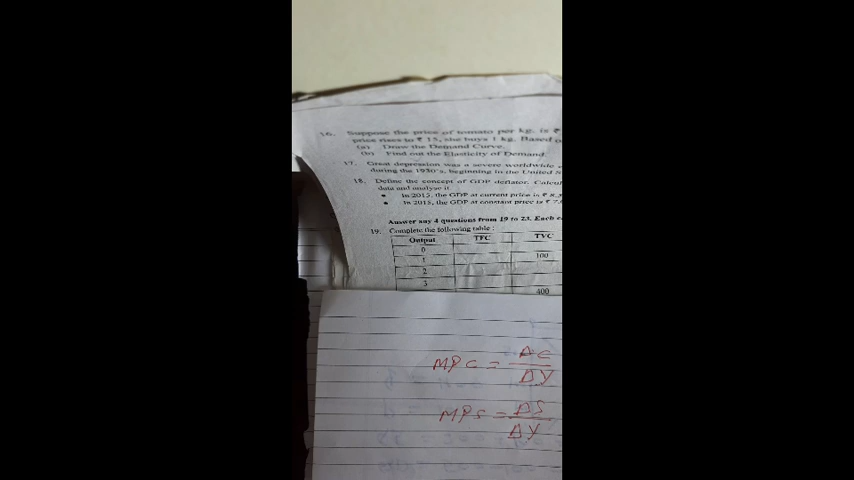 16. Suppose the price of tomato per kg. is ₹
price rises to ₹ 15, she buys 1 kg. Based
(a) Draw the Demand Curve.
(b) Find out the Elasticity of Demand.
17. Great depression was a severe worldwide
during the 1930's, beginning in the United
18. Define the concept of GDP deflator.
data and analyse it
• In 2015, the GDP at current price is ₹
• In 2015, the GDP at constant price is ₹
Answer any 4 questions from 19 to 23. Each
19. Complete the following table :
Output TFC TVC
0
1 100
2
3
400
MPC = ΔC/ΔY
MPS = ΔS/ΔY